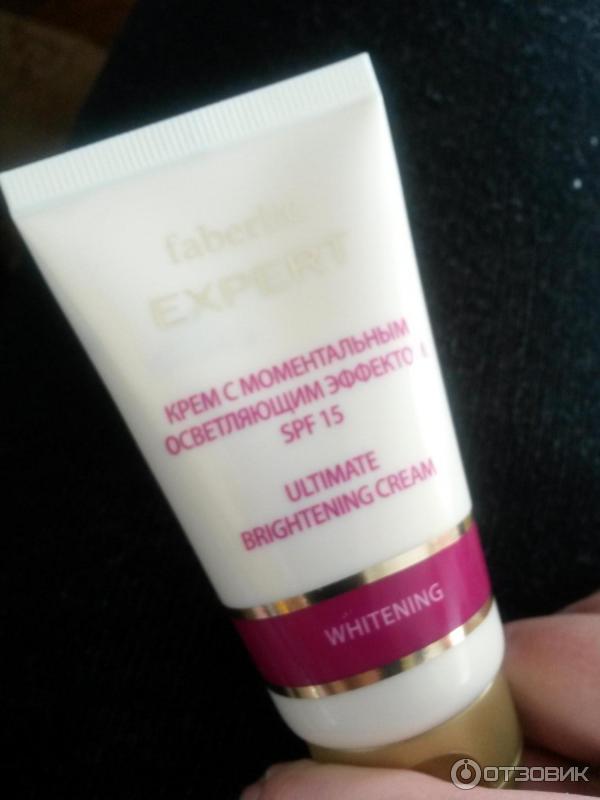 faberlic
EXPERT
КРЕМ С МОМЕНТАЛЬНЫМ
ОСВЕТЛЯЮЩИМ ЭФФЕКТОМ
SPF 15
ULTIMATE
BRIGHTENING CREAM
WHITENING
ОТЗОВИК